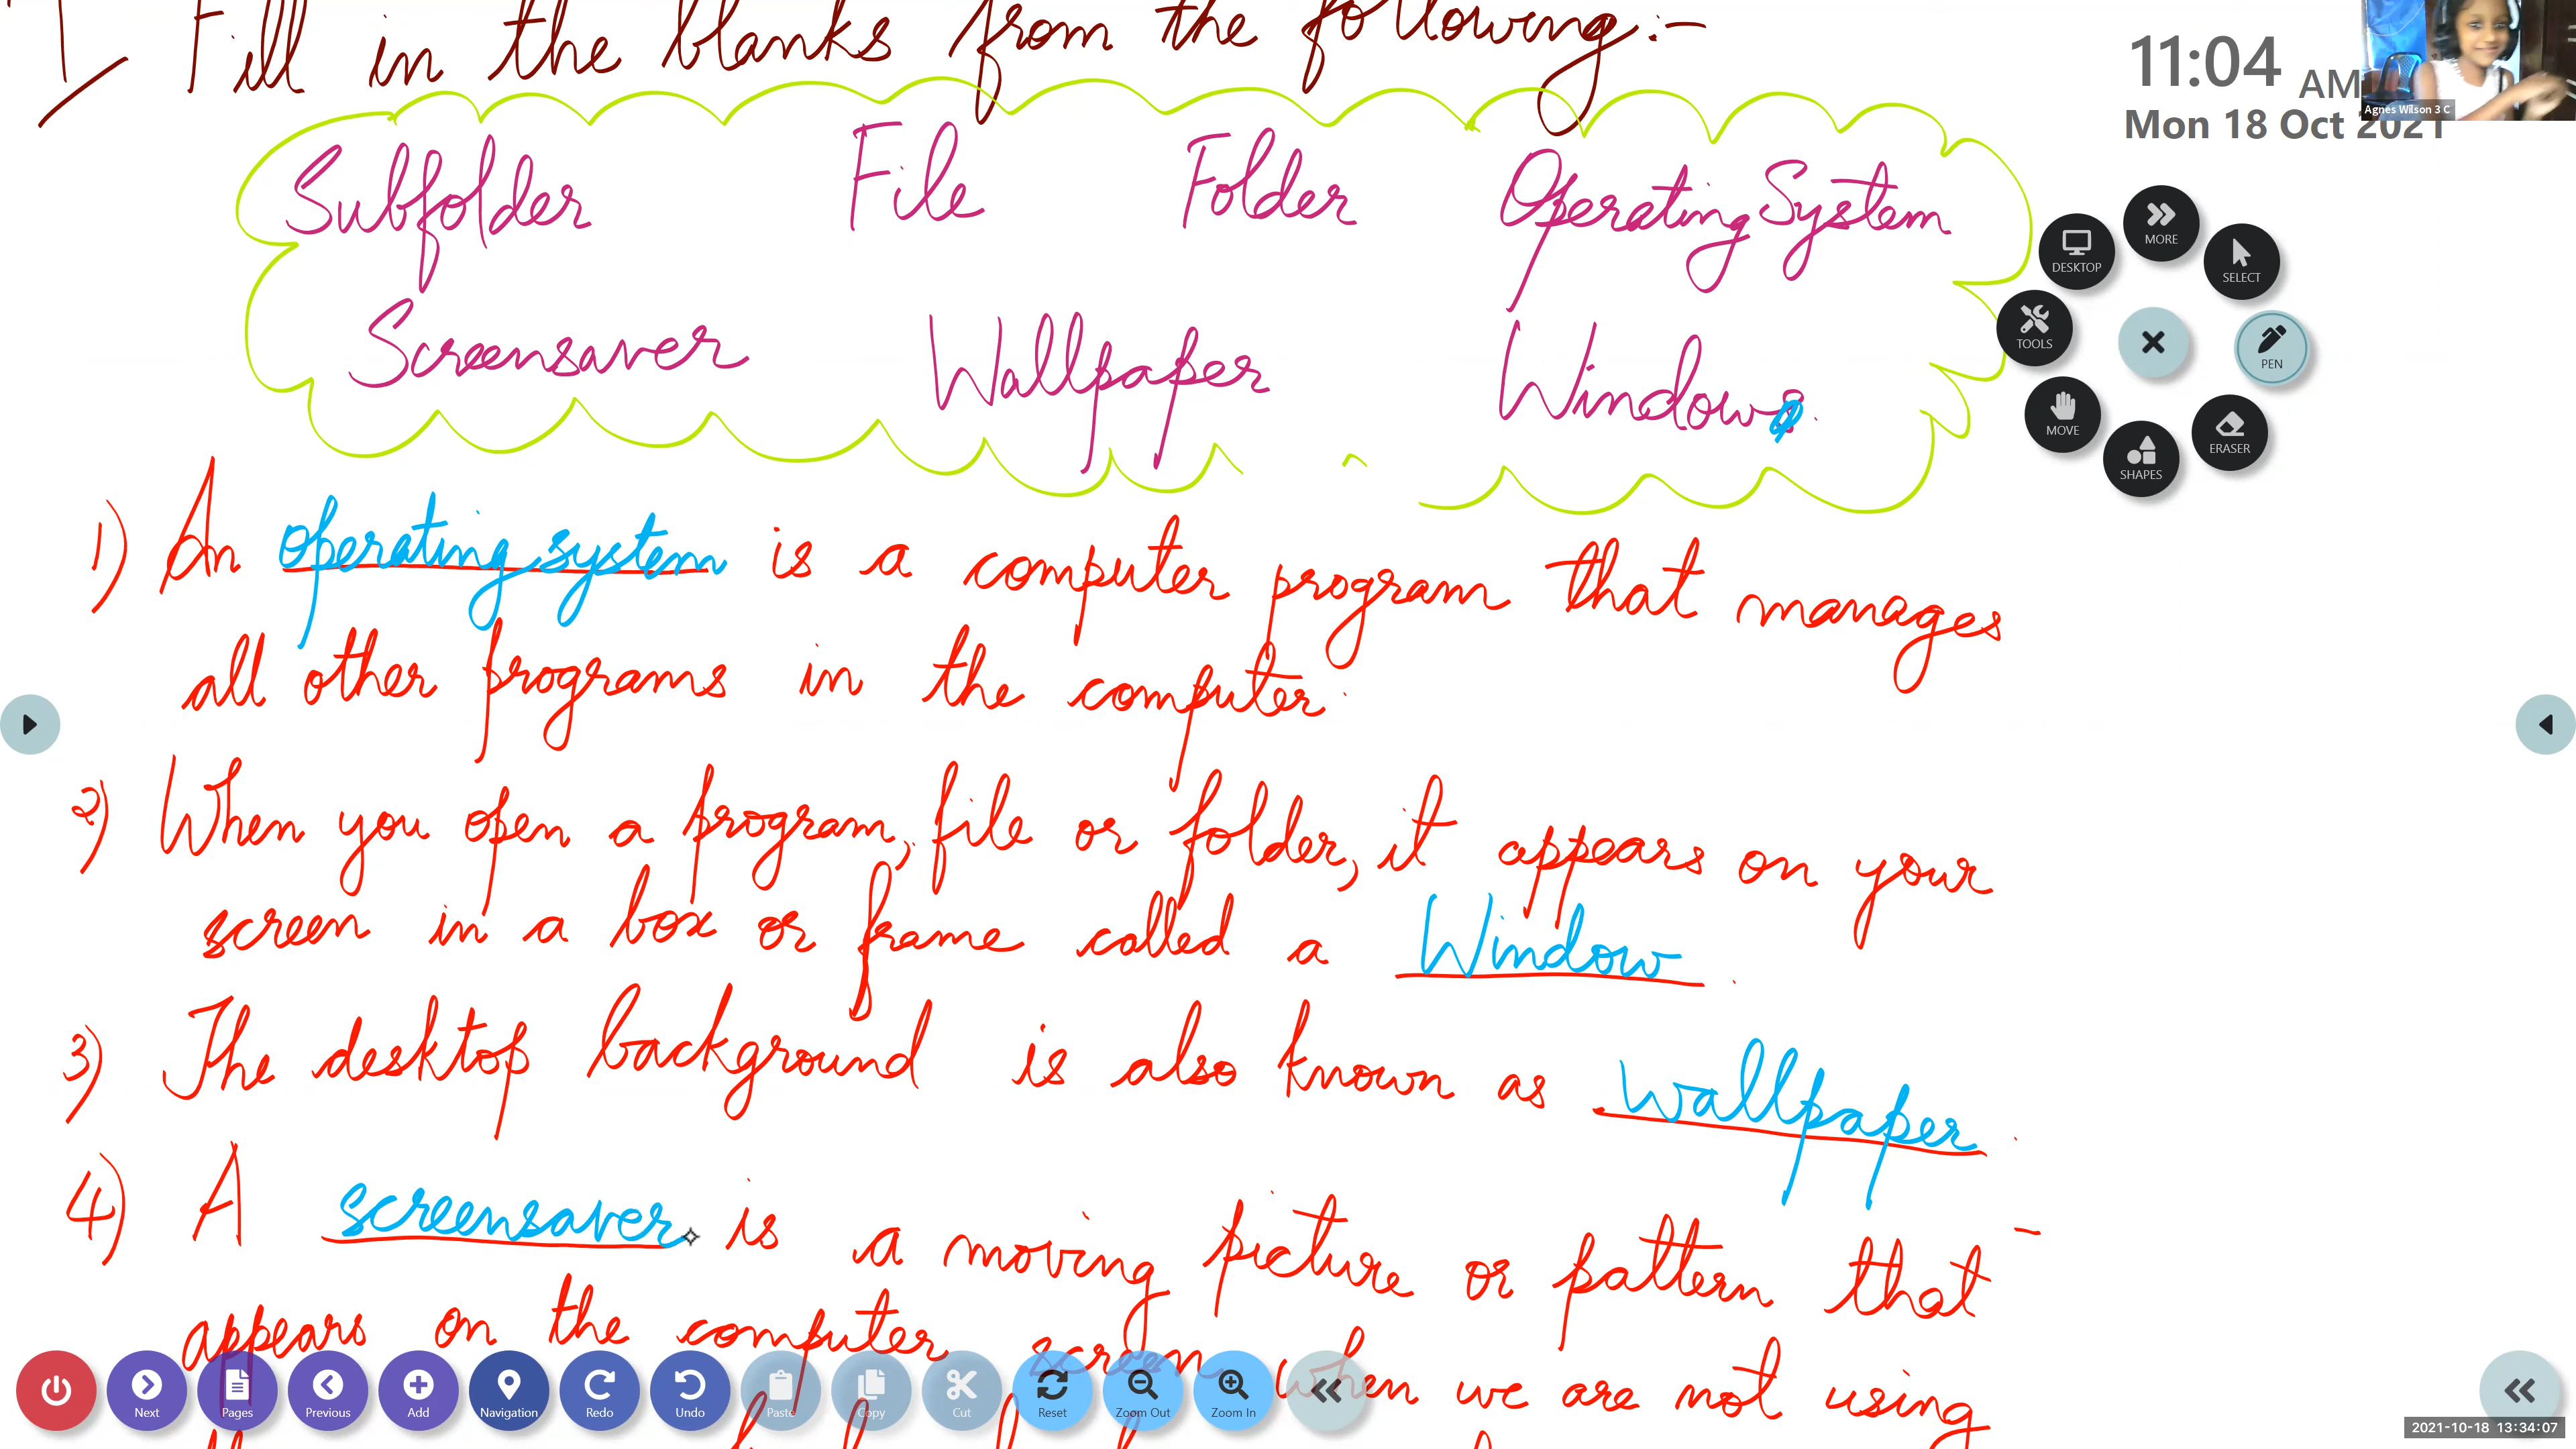 I Fill in the blanks from the following:-
11:04 AM
Mon 18 Oct 2021
Agnes Wilson 3 C
Subfolder File Folder Operating System
Screensaver Wallpaper Window
MORE
DESKTOP
SELECT
TOOLS
PEN
MOVE
ERASER
SHAPES
1) An operating system is a computer program that manages
all other programs in the computer.
2) When you open a program, file or folder, it appears on your
screen in a box or frame called a Window.
3) The desktop background is also known as wallpaper.
4) A screensaver is a moving picture or pattern that
appears on the computer screen when we are not using
Next Pages Previous Add Navigation Redo Undo Paste Copy Cut Reset Zoom Out Zoom In
2021-10-18 13:34:07